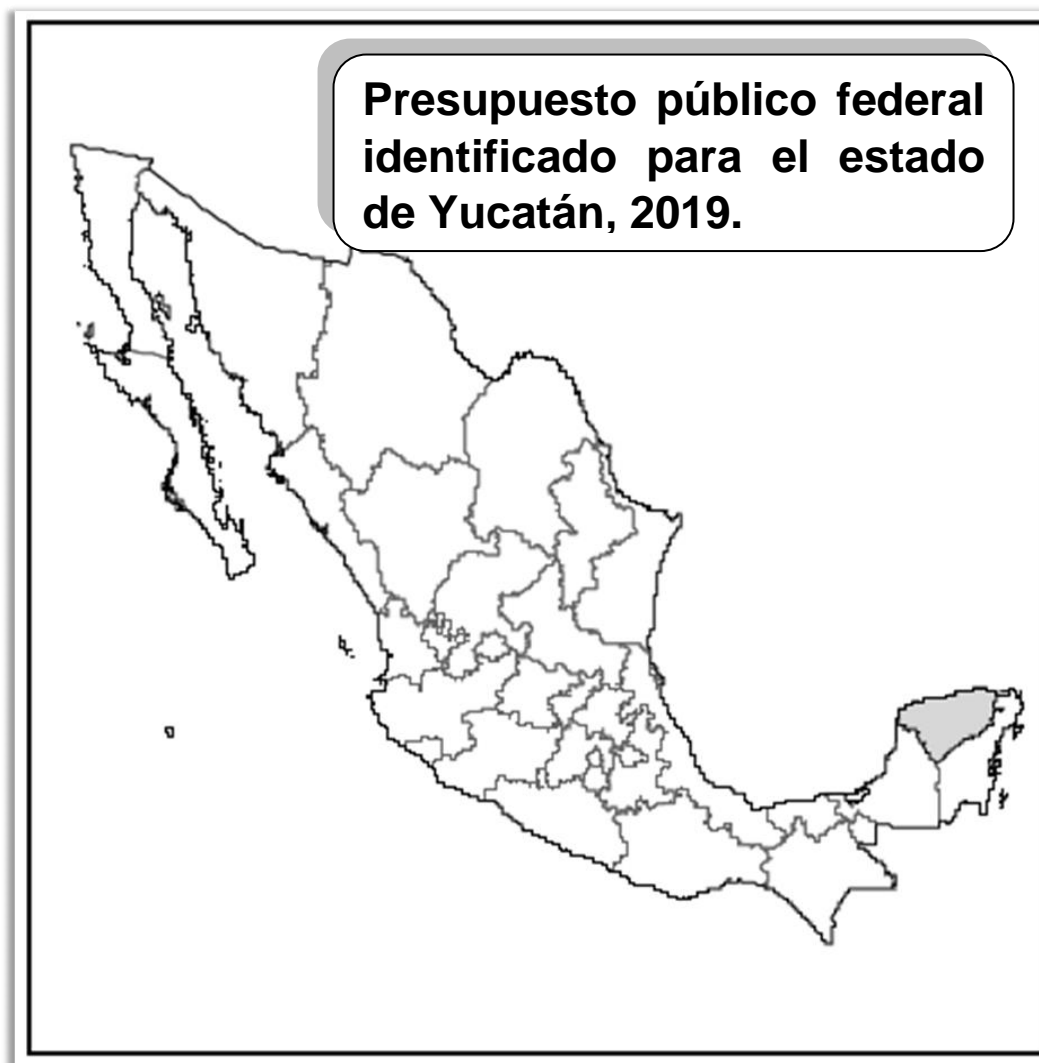 Presupuesto público federal
identificado para el estado
de Yucatán, 2019.